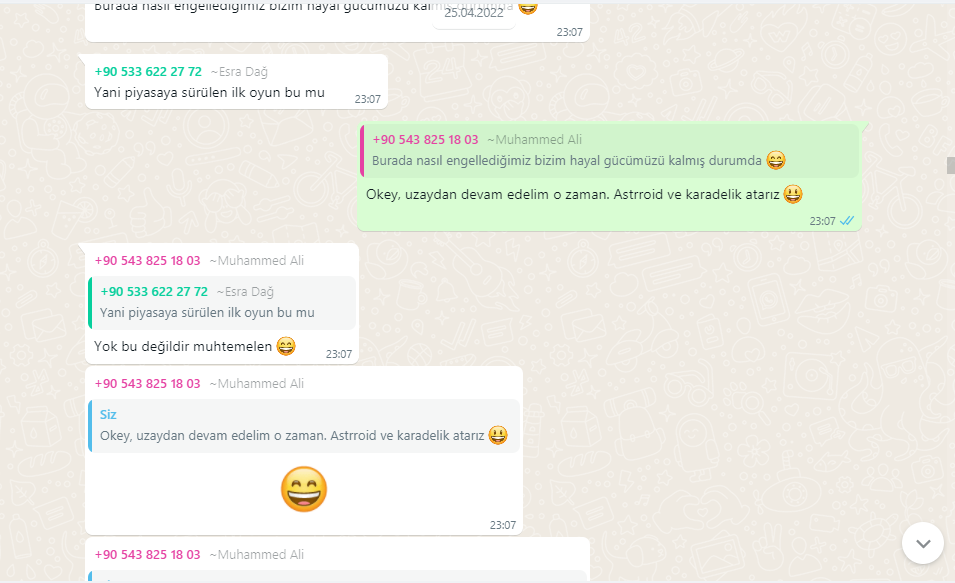 Burada nasıl engellediğimiz bizim hayal gücümüzü kalmış durumda 😄
25.04.2022
23:07
+90 533 622 27 72 ~Esra Dağ
Yani piyasaya sürülen ilk oyun bu mu
23:07
+90 543 825 18 03 ~Muhammed Ali
Burada nasıl engellediğimiz bizim hayal gücümüzü kalmış durumda 😄
Okey, uzaydan devam edelim o zaman. Astrroid ve karadelik atarız 😃
23:07
+90 543 825 18 03 ~Muhammed Ali
+90 533 622 27 72 ~Esra Dağ
Yani piyasaya sürülen ilk oyun bu mu
Yok bu değildir muhtemelen 😄
23:07
+90 543 825 18 03 ~Muhammed Ali
Siz
Okey, uzaydan devam edelim o zaman. Astrroid ve karadelik atarız 😃
😄
23:07
+90 543 825 18 03 ~Muhammed Ali